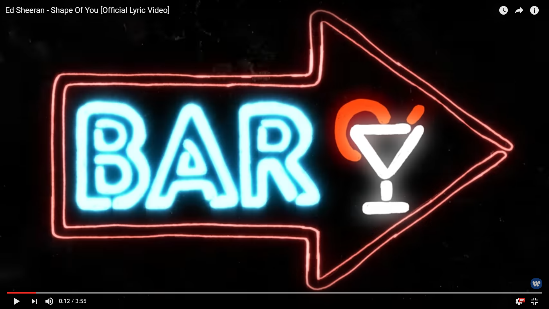 Ed Sheeran - Shape Of You [Official Lyric Video]
BAR
0:12 / 3:55